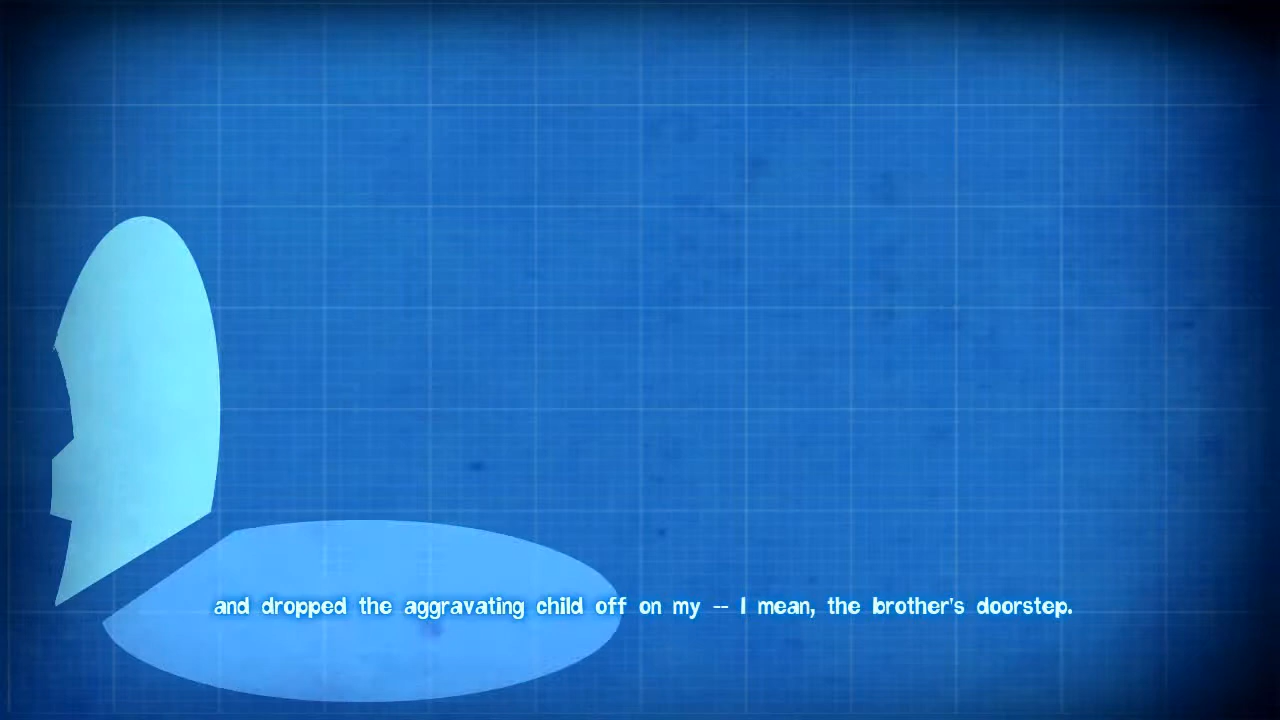 and dropped the aggravating child off on my -- I mean, the brother's doorstep.